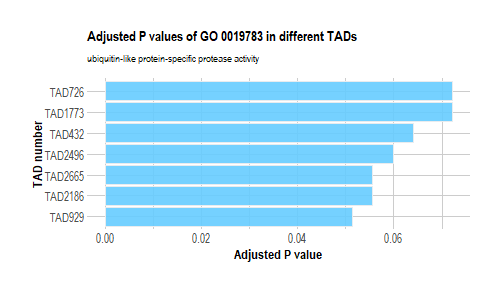 Adjusted P values of GO 0019783 in different TADs
ubiquitin-like protein-specific protease activity
TAD726
TAD1773
TAD432
TAD2496
TAD2665
TAD2186
TAD929
TAD number
0.00 0.02 0.04 0.06
Adjusted P value